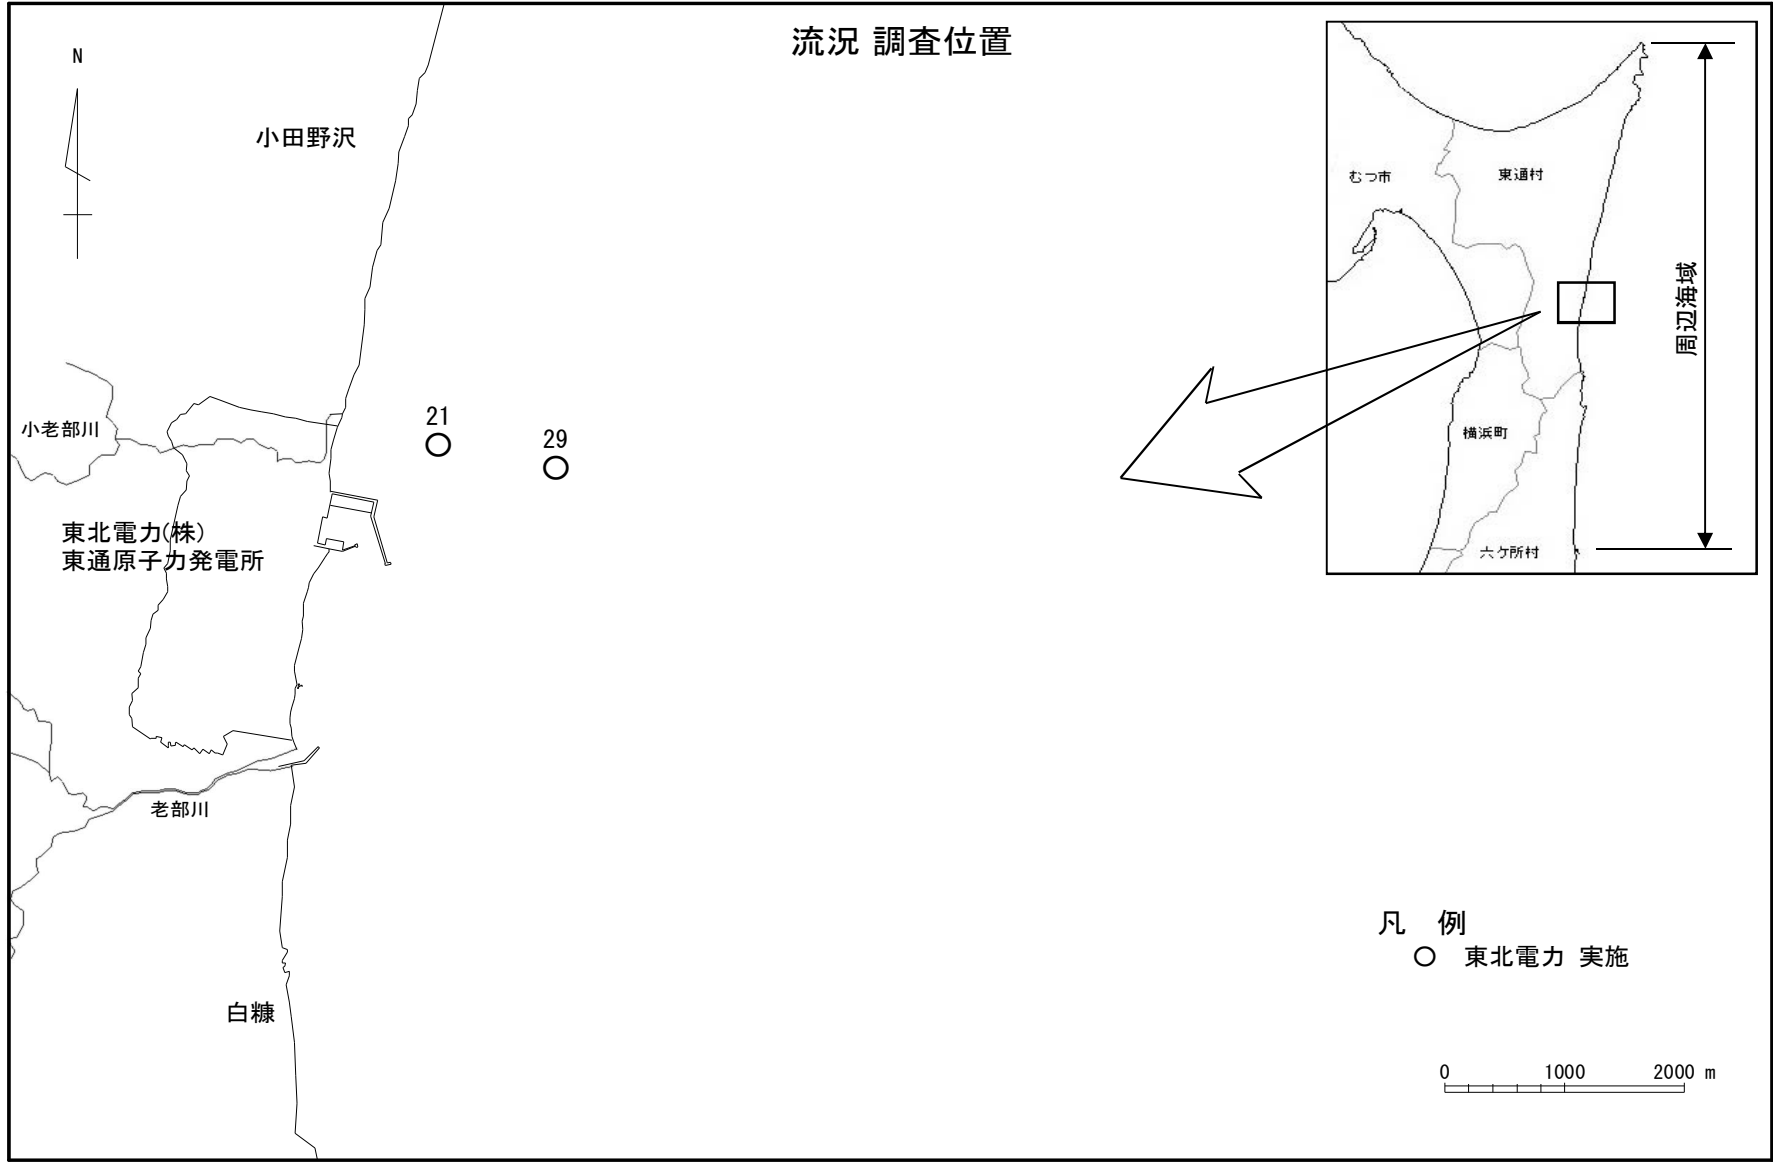 流況 調査位置
N
小田野沢
むつ市
東通村
周辺海域
横浜町
六ケ所村
小老部川
21
29
東北電力(株)
東通原子力発電所
老部川
白糠
凡 例
○ 東北電力 実施
0 1000 2000 m